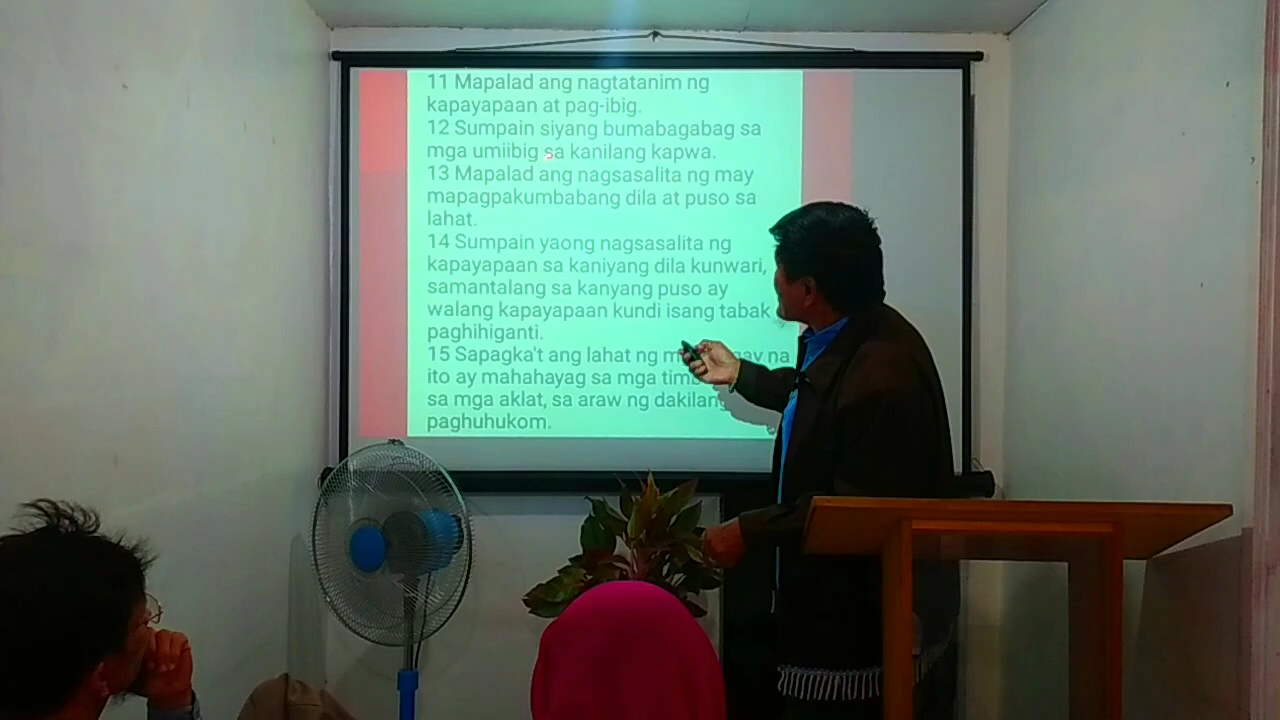 11 Mapalad ang nagtatanim ng
kapayapaan at pag-ibig.
12 Sumpain siyang bumabagabag sa
mga umiibig sa kanilang kapwa.
13 Mapalad ang nagsasalita ng may
mapagpakumbabang dila at puso sa
lahat.
14 Sumpain yaong nagsasalita ng
kapayapaan sa kaniyang dila kunwari,
samantalang sa kanyang puso ay
walang kapayapaan kundi isang tabak
paghihiganti.
15 Sapagka't ang lahat ng na
ito ay mahahayag sa mga
sa mga aklat, sa araw ng dakilang
paghuhukom.